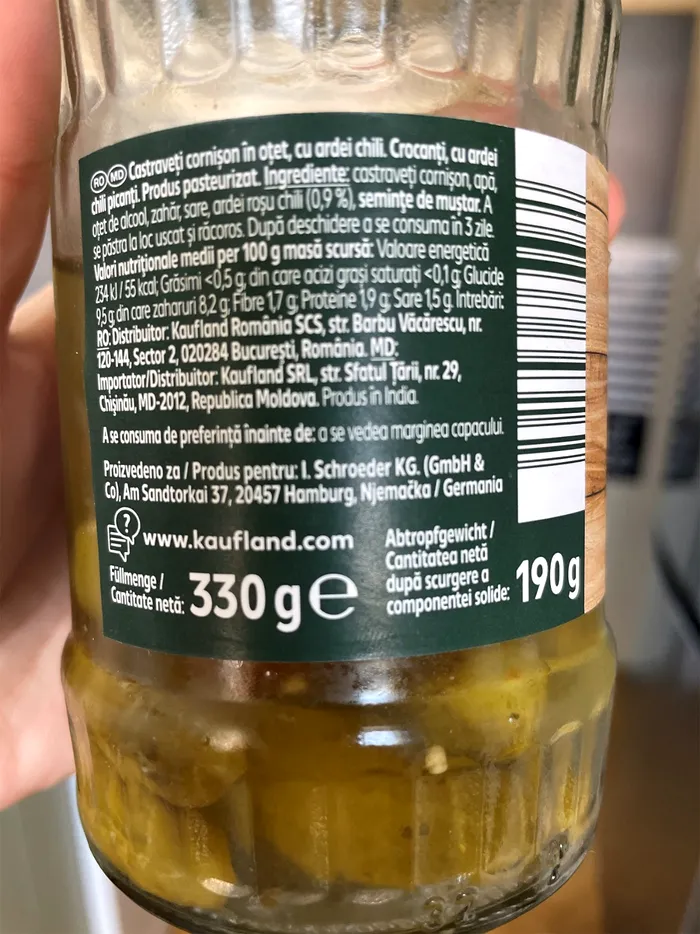 RO MD Castraveți cornișon în oțet, cu ardei chili. Crocanți, cu ardei
chili picanți. Produs pasteurizat. Ingrediente: castraveți cornișon, apă,
oțet de alcool, zahăr, sare, ardei roșu chili (0,9 %), semințe de muștar. A
se păstra la loc uscat și răcoros. După deschidere a se consuma în 3 zile.
Valori nutriționale medii per 100 g masă scursă: Valoare energetică
234 kJ / 55 kcal; Grăsimi <0,5 g; din care acizi grași saturați <0,1 g; Glucide
9,5 g; din care zaharuri 8,2 g; Fibre 1,7 g; Proteine 1,9 g; Sare 1,5 g. Întrebări:
RO: Distribuitor: Kaufland România SCS, str. Barbu Văcărescu, nr.
120-144, Sector 2, 020284 București, România. MD:
Importator/Distribuitor: Kaufland SRL, str. Sfatul Țării, nr. 29,
Chișinău, MD-2012, Republica Moldova. Produs în India.
A se consuma de preferință înainte de: a se vedea marginea capacului.
Proizvedeno za / Produs pentru: I. Schroeder KG. (GmbH &
Co), Am Sandtorkai 37, 20457 Hamburg, Njemačka / Germania
www.kaufland.com
Füllmenge /
Cantitate netă: 330 g e
Abtropfgewicht /
Cantitatea netă
după scurgere a
componentei solide: 190 g